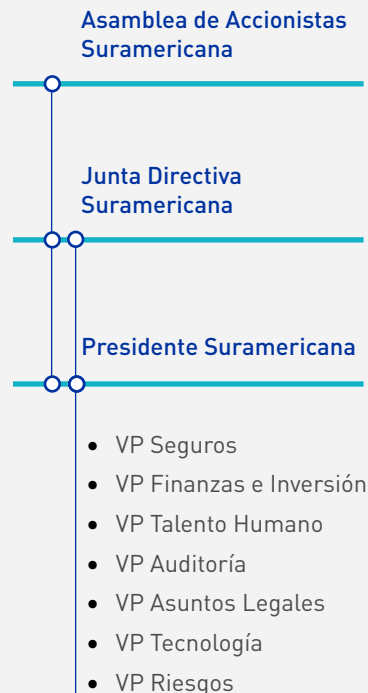 Asamblea de Accionistas
Suramericana
Junta Directiva
Suramericana
Presidente Suramericana
• VP Seguros
• VP Finanzas e Inversión
• VP Talento Humano
• VP Auditoría
• VP Asuntos Legales
• VP Tecnología
• VP Riesgos